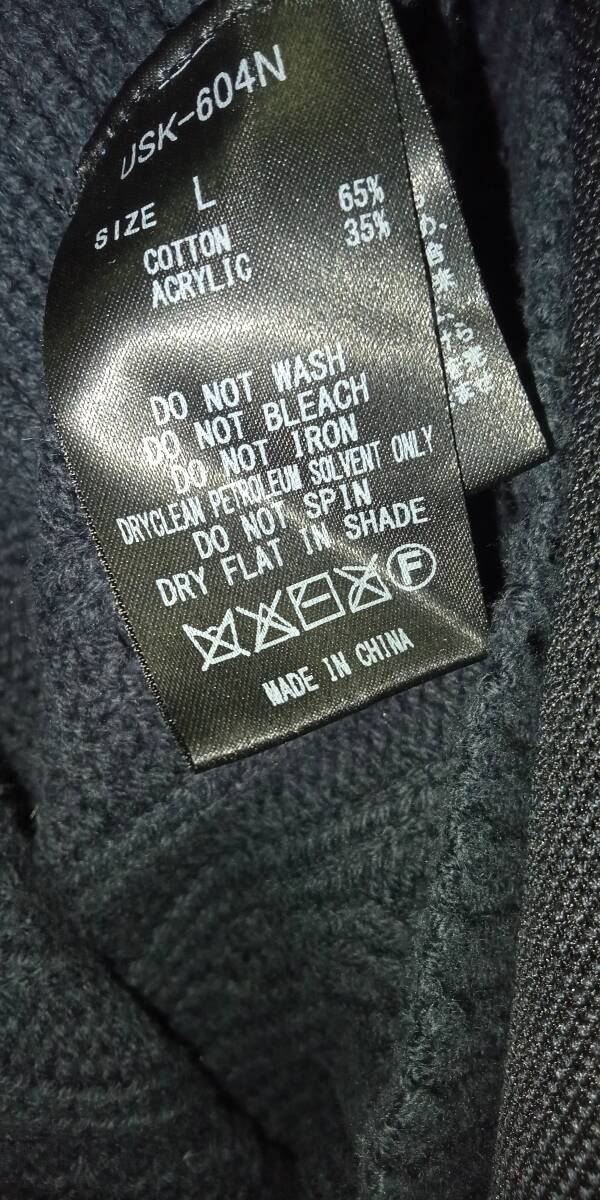 USK-604N
SIZE L
COTTON 65%
ACRYLIC 35%
DO NOT WASH
DO NOT BLEACH
DO NOT IRON
DRYCLEAN PETROLEUM SOLVENT ONLY
DO NOT SPIN
DRY FLAT IN SHADE
F
MADE IN CHINA